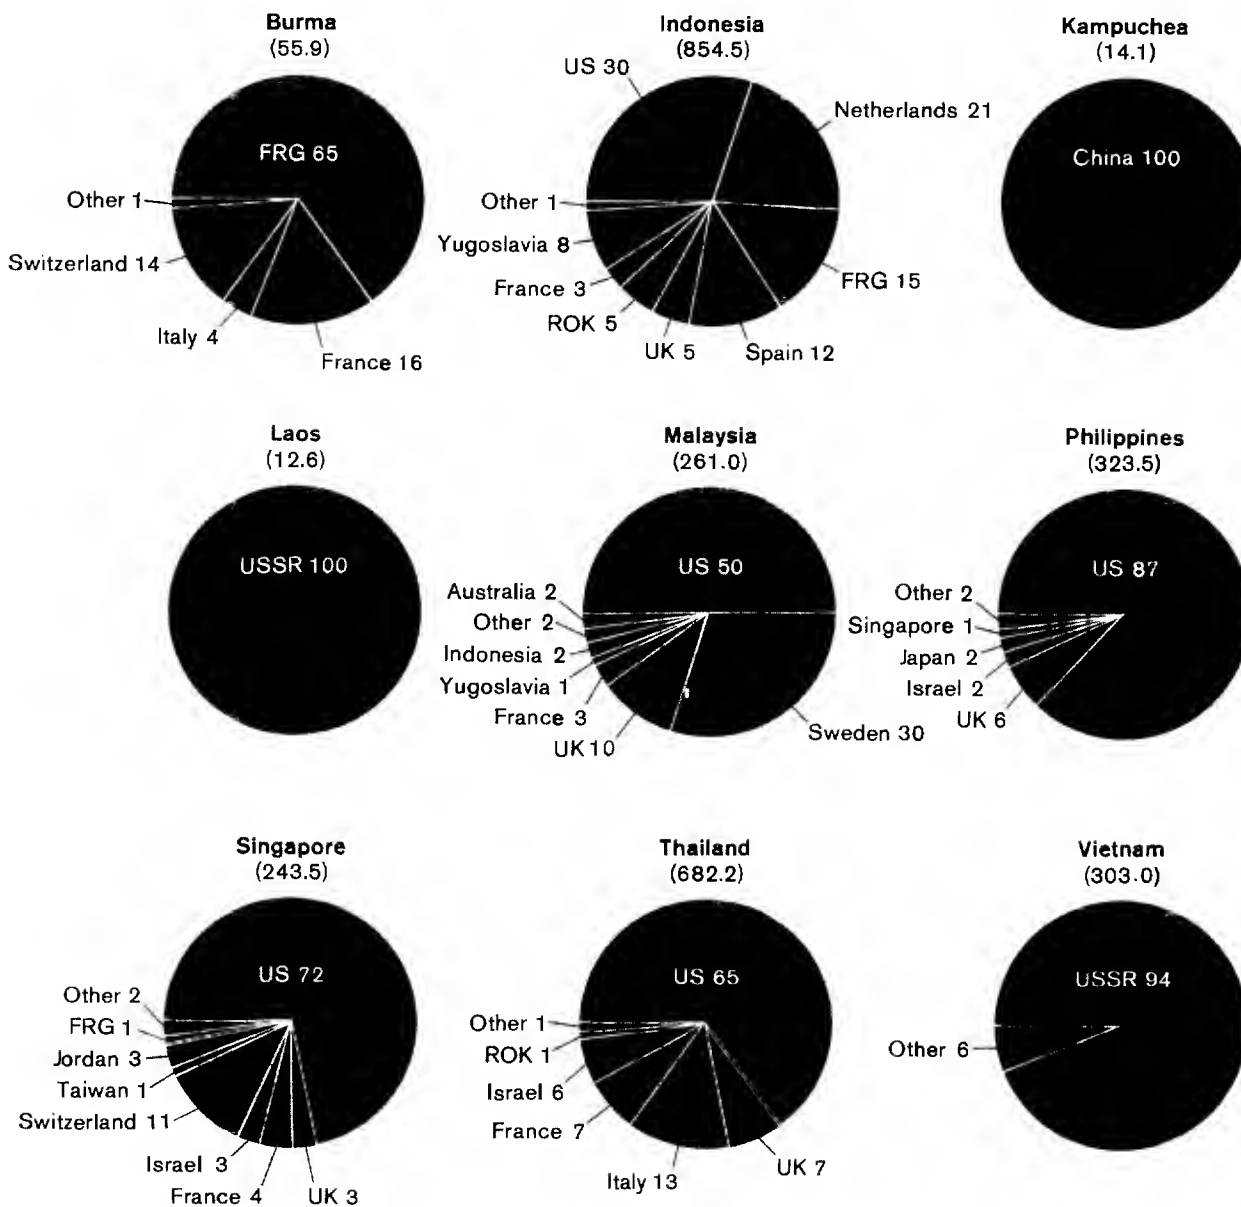 Burma
(55.9)
FRG 65
Other 1
Switzerland 14
Italy 4
France 16
Indonesia
(854.5)
US 30
Netherlands 21
Other 1
Yugoslavia 8
France 3
ROK 5
UK 5
Spain 12
FRG 15
Kampuchea
(14.1)
China 100
Laos
(12.6)
USSR 100
Malaysia
(261.0)
US 50
Australia 2
Other 2
Indonesia 2
Yugoslavia 1
France 3
UK 10
Sweden 30
Philippines
(323.5)
US 87
Other 2
Singapore 1
Japan 2
Israel 2
UK 6
Singapore
(243.5)
US 72
Other 2
FRG 1
Jordan 3
Taiwan 1
Switzerland 11
Israel 3
France 4
UK 3
Thailand
(682.2)
US 65
Other 1
ROK 1
Israel 6
France 7
Italy 13
UK 7
Vietnam
(303.0)
USSR 94
Other 6